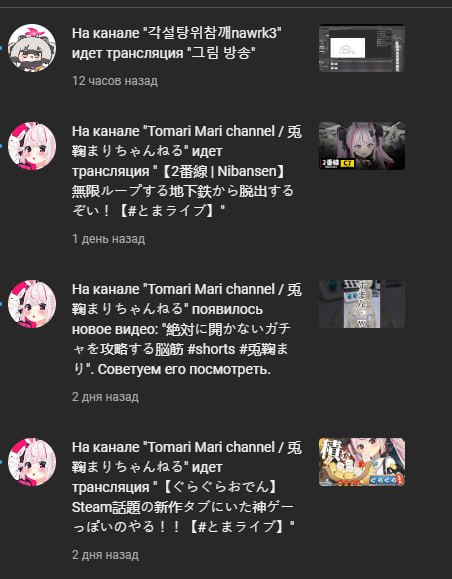 На канале "각설탕위참깨nawrk3"
идет трансляция "그림 방송"
12 часов назад
На канале "Tomari Mari channel / 兎
鞠まりちゃんねる" идет
трансляция "【2番線 | Nibansen】
無限ループする地下鉄から脱出する
ぞい！【#とまライブ】"
2番線
1 день назад
На канале "Tomari Mari channel / 兎
鞠まりちゃんねる" появилось
новое видео: "絶対に開かないガチ
ャを攻略する脳筋 #shorts #兎鞠ま
り". Советуем его посмотреть.
2 дня назад
На канале "Tomari Mari channel / 兎
鞠まりちゃんねる" идет
трансляция "【ぐらぐらおでん】
Steam話題の新作タブにいた神ゲー
っぽいのやる！！【#とまライブ】"
ぐらぐら
2 дня назад